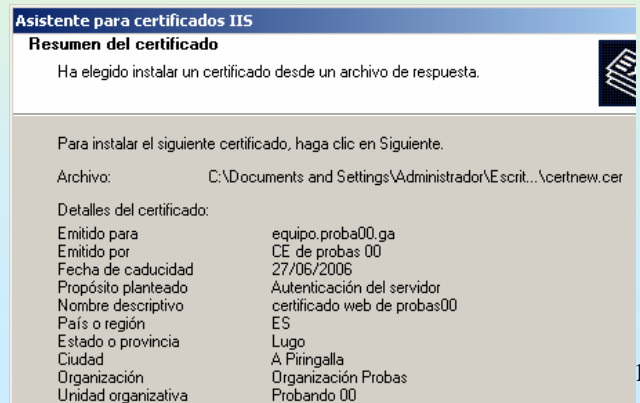 Asistente para certificados IIS
Resumen del certificado
Ha elegido instalar un certificado desde un archivo de respuesta.
Para instalar el siguiente certificado, haga clic en Siguiente.
Archivo: C:\Documents and Settings\Administrador\Escrit...\certnew.cer
Detalles del certificado:
Emitido para equipo.proba00.ga
Emitido por CE de probas 00
Fecha de caducidad 27/06/2006
Propósito planteado Autenticación del servidor
Nombre descriptivo certificado web de probas00
País o región ES
Estado o provincia Lugo
Ciudad A Piringalla
Organización Organización Probas
Unidad organizativa Probando 00